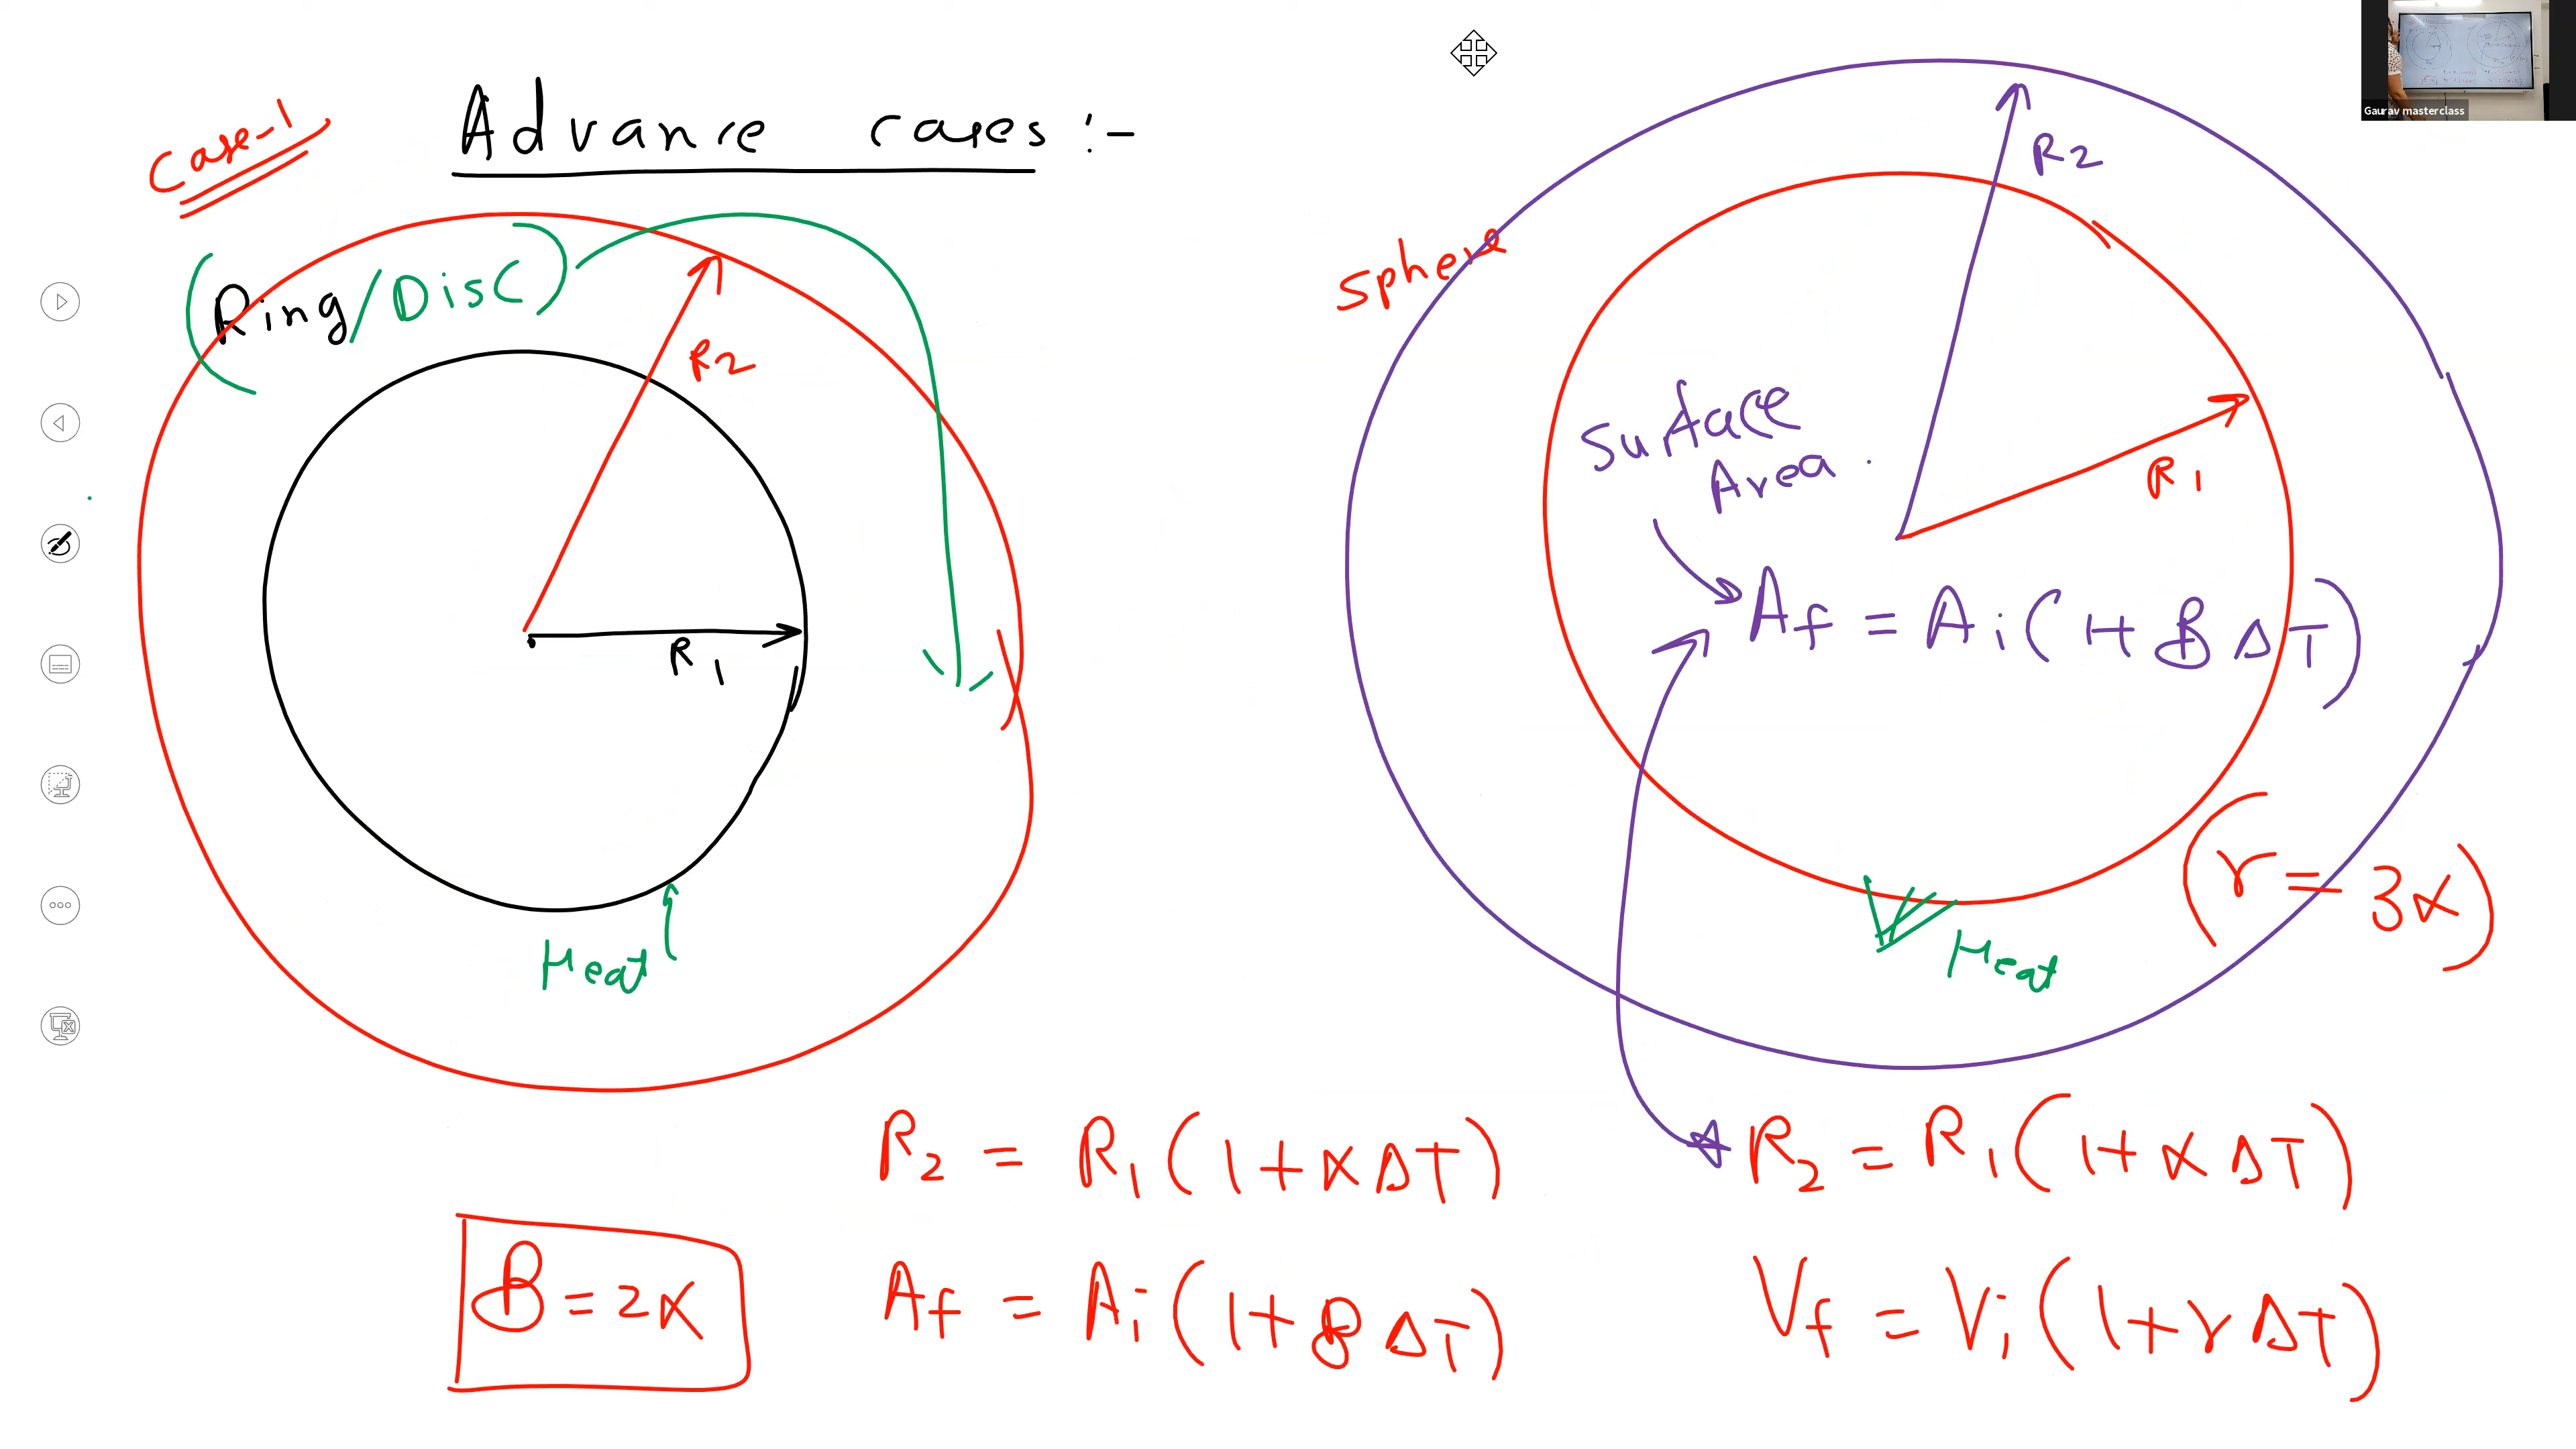 Case-1
Advance cases :-
(Ring/Disc)
R2
R1
Heat
R2 = R1 (1+α ΔT)
Af = Ai (1+β ΔT)
β = 2α
Sphere
R2
R1
Surface
Area.
Af = Ai (1+ β ΔT)
(γ = 3α)
Heat
R2 = R1 (1+α ΔT)
Vf = Vi (1+γ ΔT)
Gaurav masterclass